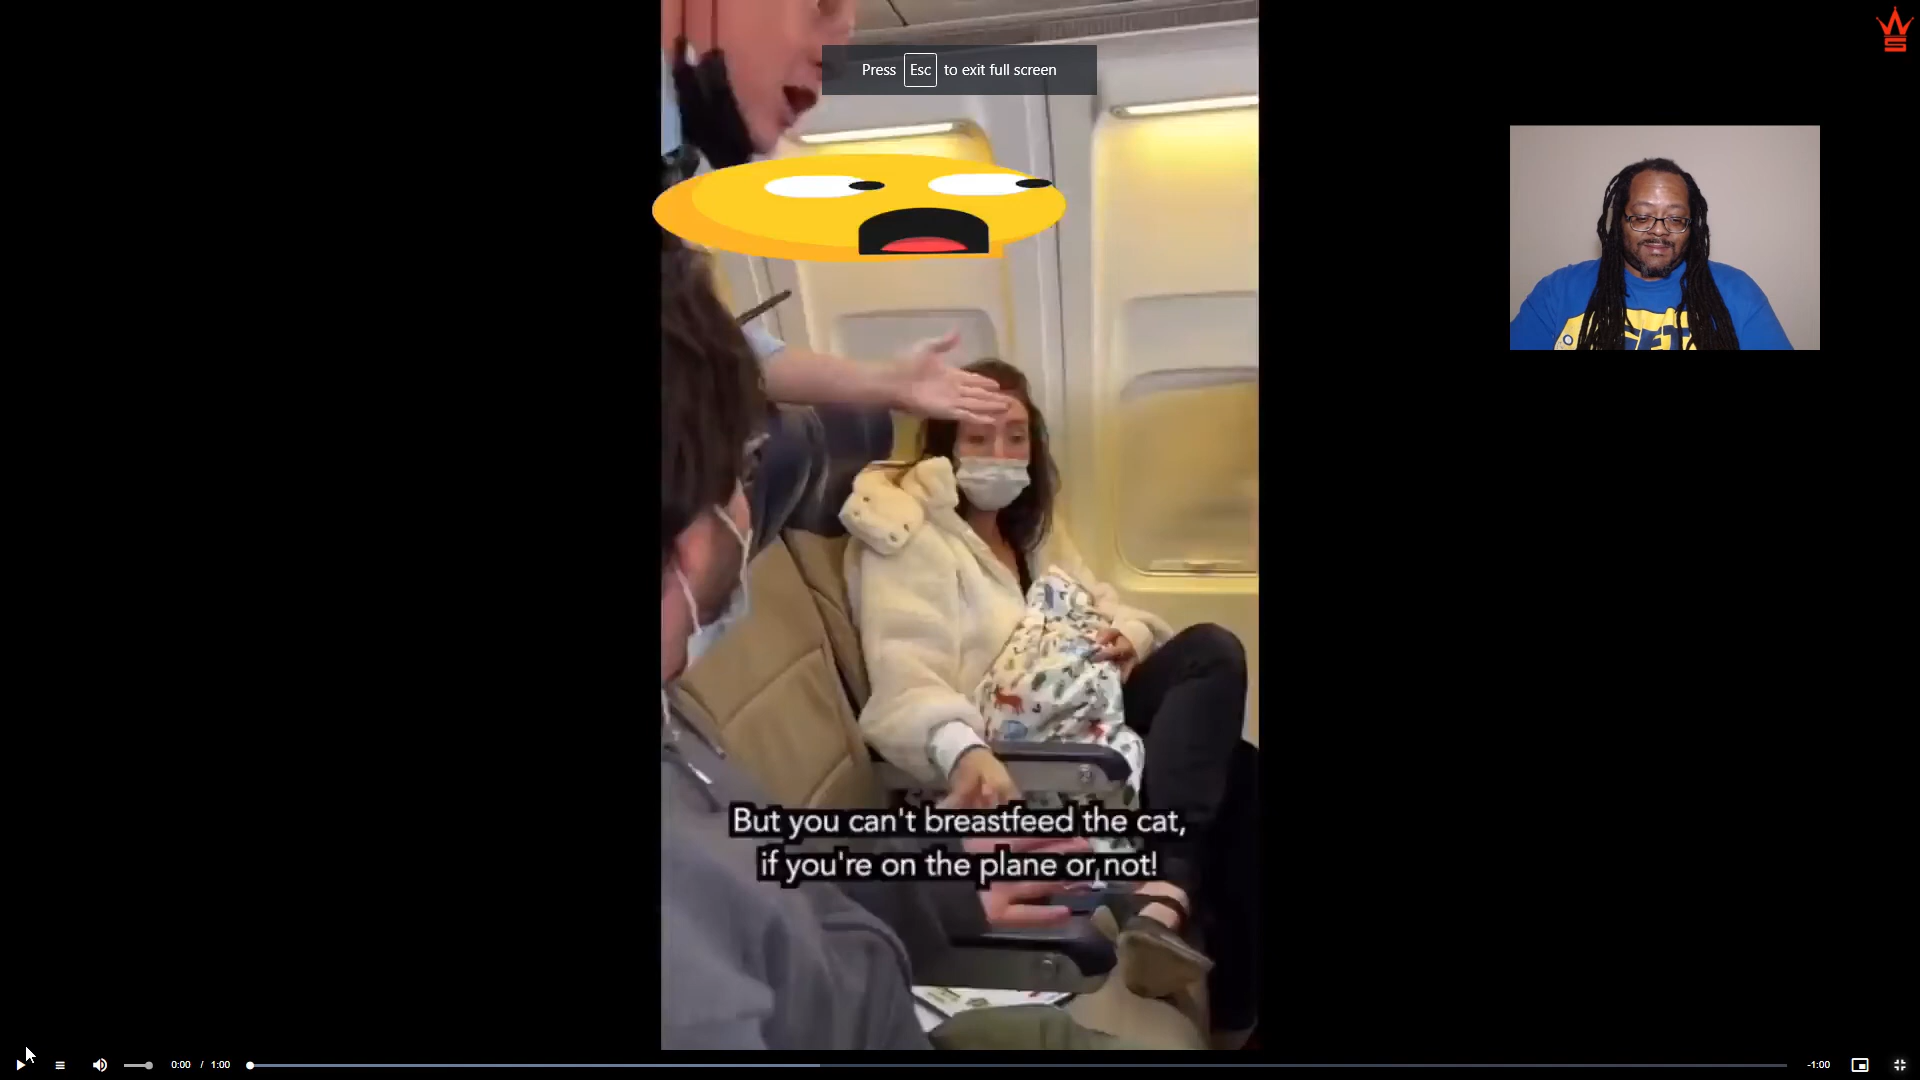 Press Esc to exit full screen
But you can't breastfeed the cat,
if you're on the plane or not!
0:00 / 1:00
-1:00